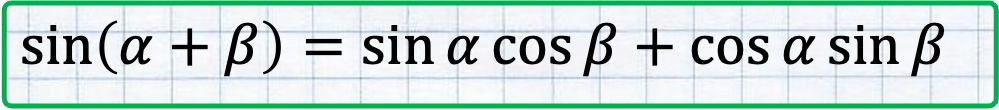 sin(α + β) = sin α cos β + cos α sin β